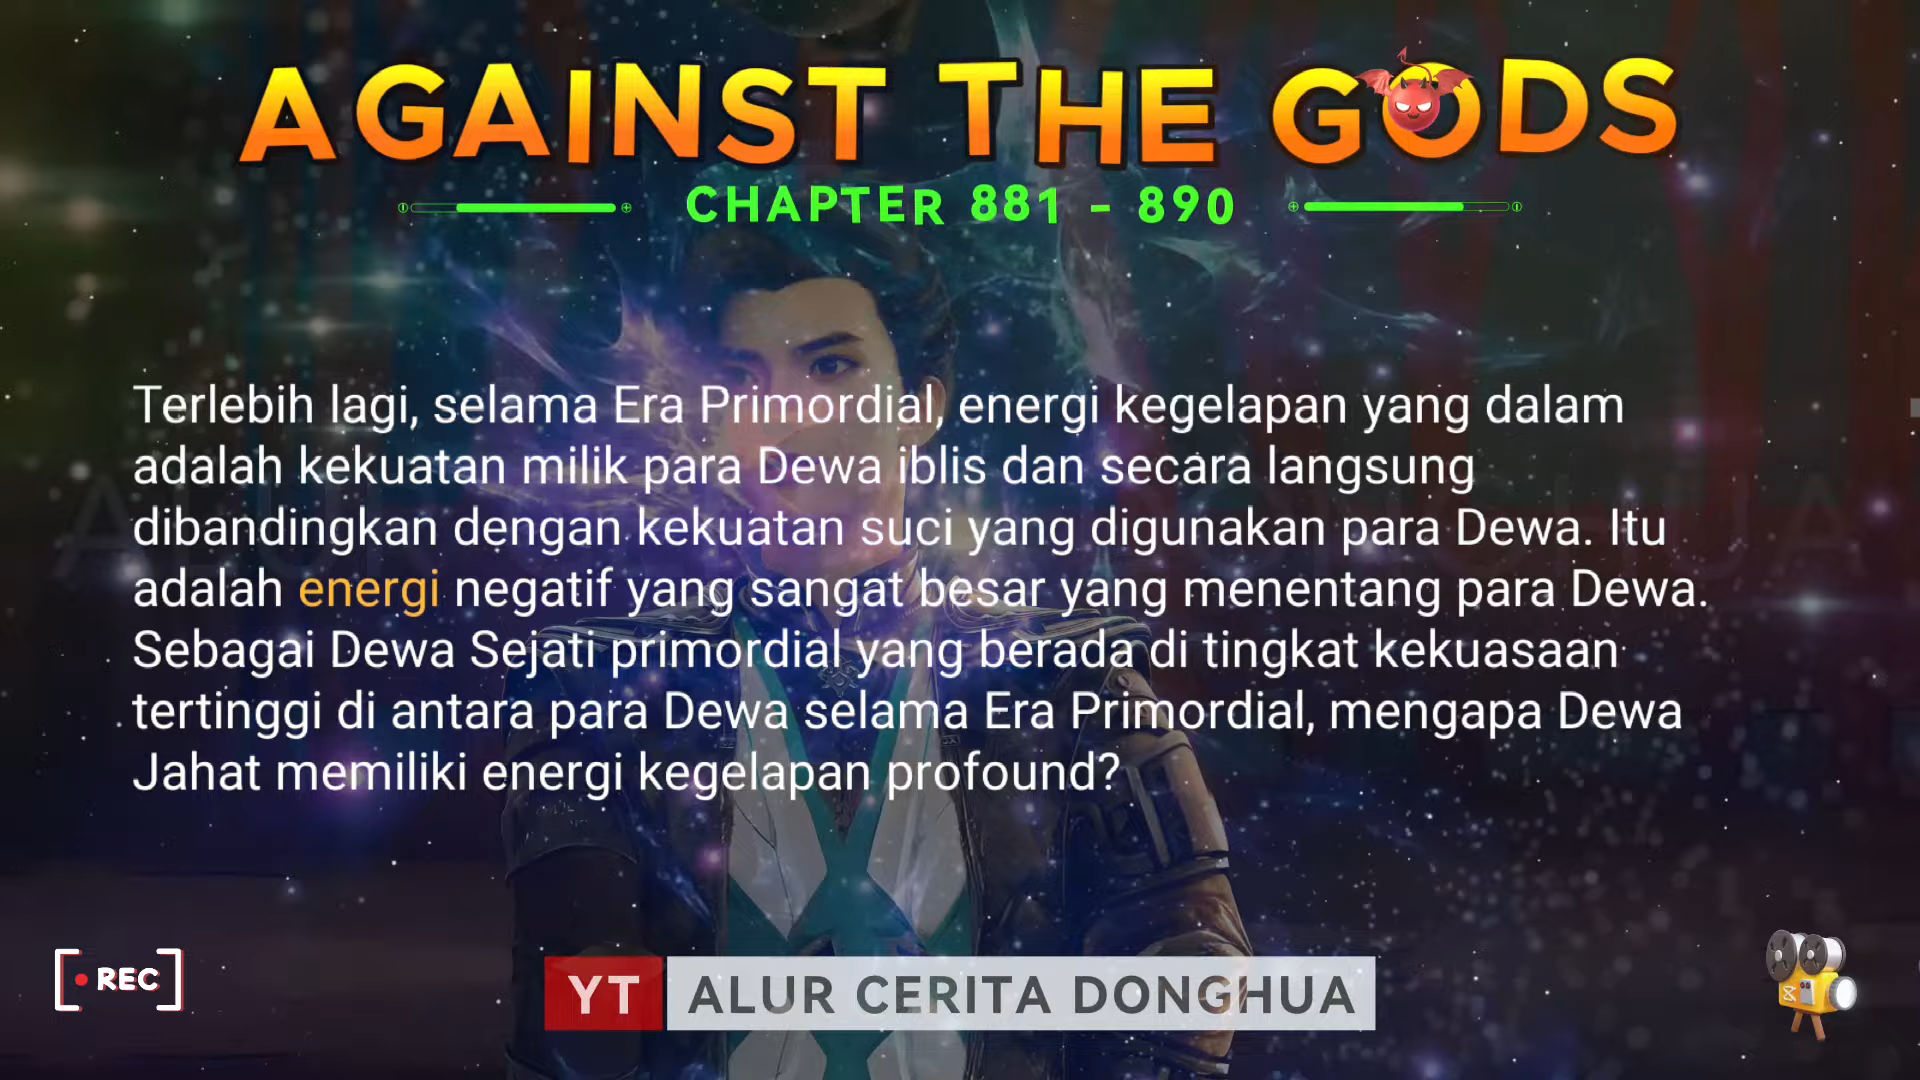 AGAINST THE GODS
CHAPTER 881 - 890
Terlebih lagi, selama Era Primordial, energi kegelapan yang dalam
adalah kekuatan milik para Dewa iblis dan secara langsung
dibandingkan dengan kekuatan suci yang digunakan para Dewa. Itu
adalah energi negatif yang sangat besar yang menentang para Dewa.
Sebagai Dewa Sejati primordial yang berada di tingkat kekuasaan
tertinggi di antara para Dewa selama Era Primordial, mengapa Dewa
Jahat memiliki energi kegelapan profound?
REC
YT ALUR CERITA DONGHUA